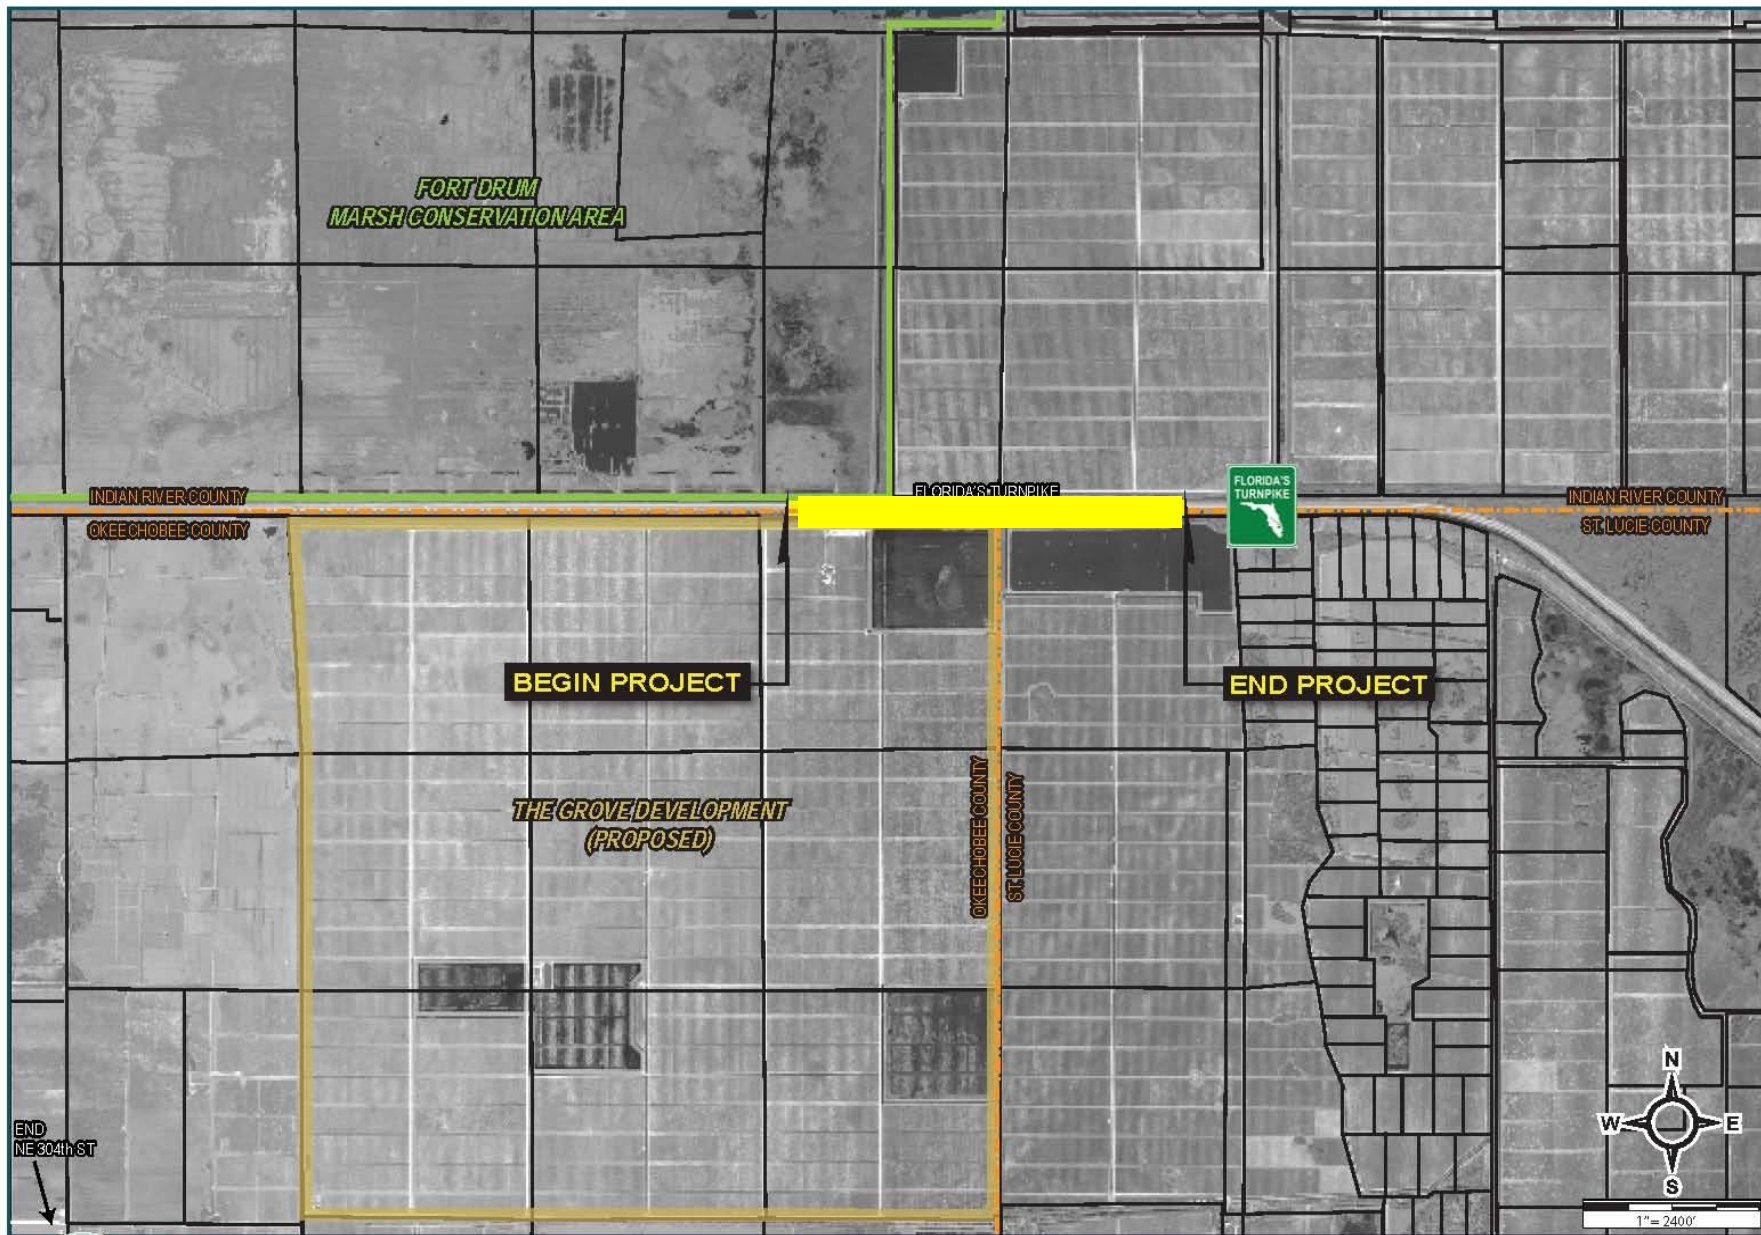 FORT DRUM
MARSH CONSERVATION AREA
INDIAN RIVER COUNTY
OKEECHOBEE COUNTY
FLORIDA'S TURNPIKE
FLORIDA'S
TURNPIKE
INDIAN RIVER COUNTY
ST. LUCIE COUNTY
BEGIN PROJECT
END PROJECT
THE GROVE DEVELOPMENT
(PROPOSED)
OKEECHOBEE COUNTY
ST. LUCIE COUNTY
END
NE 304th ST
N
W
E
S
1"= 2400'